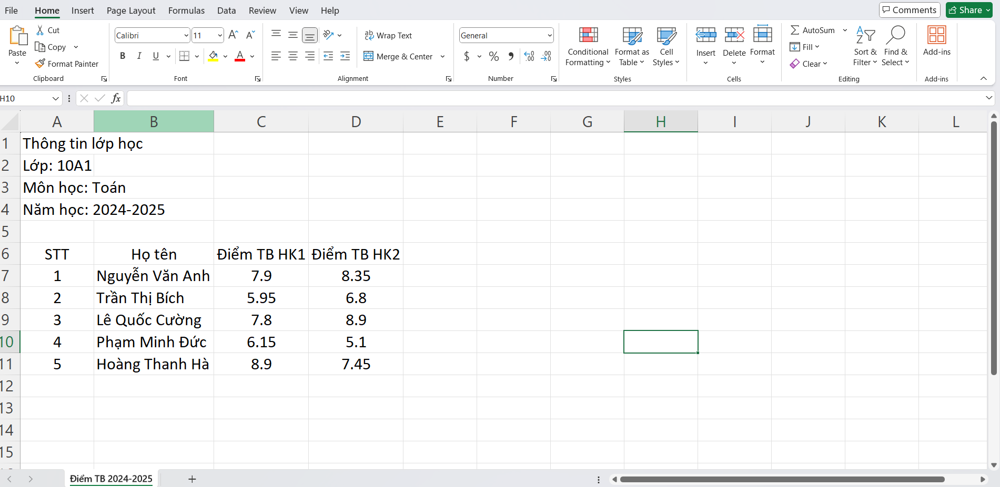 File Home Insert Page Layout Formulas Data Review View Help Comments Share
Paste Cut Copy Format Painter Clipboard
Calibri 11 B I U A Font
Wrap Text Merge & Center Alignment
General $ % Number
Conditional Formatting Format as Table Cell Styles Styles
Insert Delete Format Cells
AutoSum Fill Clear Sort & Filter Find & Select Editing
Add-ins Add-ins
H10 fx
A B C D E F G H I J K L
1 Thông tin lớp học
2 Lớp: 10A1
3 Môn học: Toán
4 Năm học: 2024-2025
5
6 STT Họ tên Điểm TB HK1 Điểm TB HK2
7 1 Nguyễn Văn Anh 7.9 8.35
8 2 Trần Thị Bích 5.95 6.8
9 3 Lê Quốc Cường 7.8 8.9
10 4 Phạm Minh Đức 6.15 5.1
11 5 Hoàng Thanh Hà 8.9 7.45
12
13
14
15
Điểm TB 2024-2025